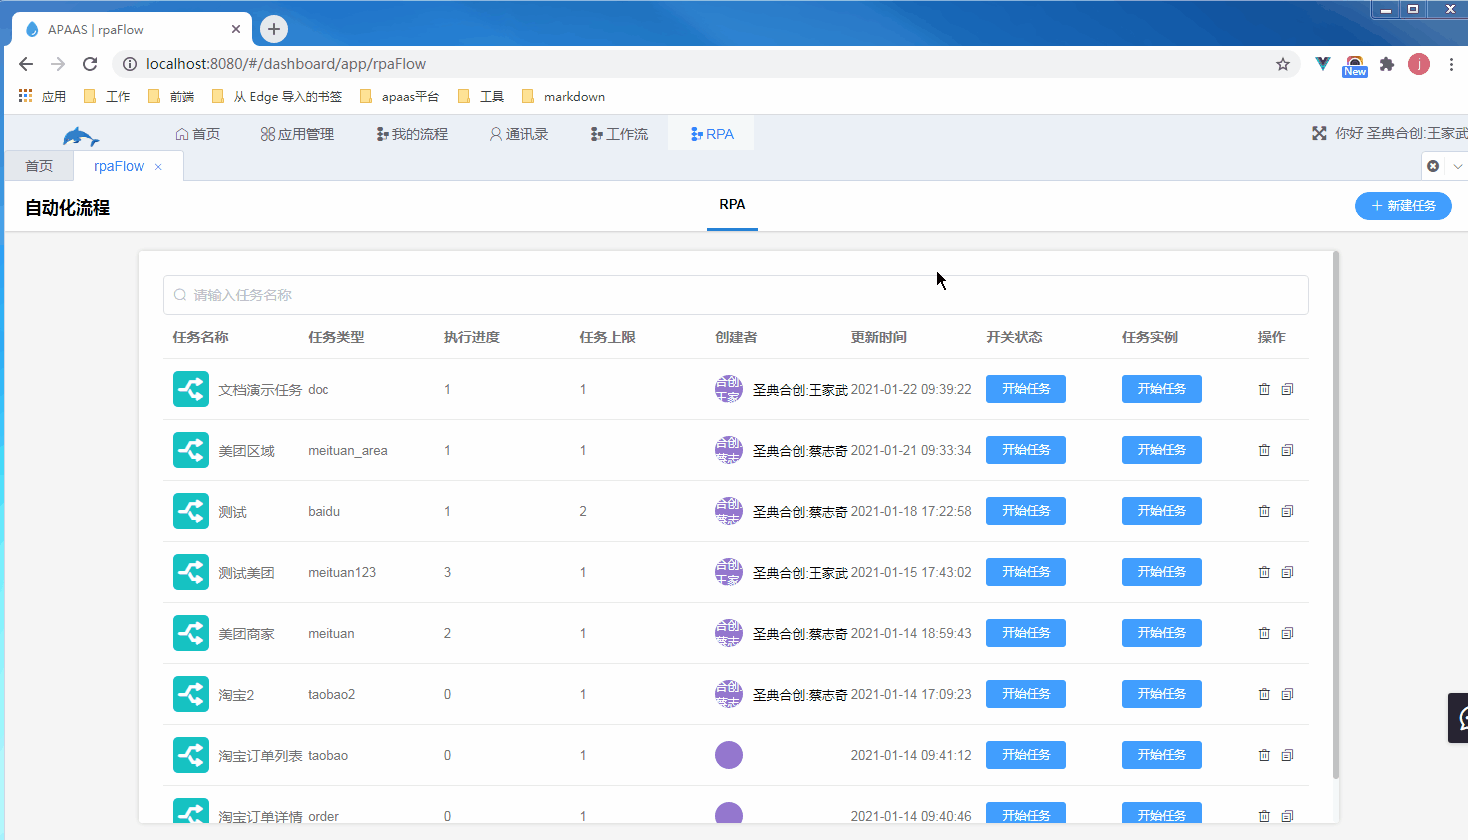 APAAS | rpaFlow
localhost:8080/#/dashboard/app/rpaFlow
New
j
应用 工作 前端 从 Edge 导入的书签 apaas平台 工具 markdown
首页 应用管理 我的流程 通讯录 工作流 RPA 你好 圣典合创:王家武
首页 rpaFlow
自动化流程 RPA 新建任务
请输入任务名称
任务名称 任务类型 执行进度 任务上限 创建者 更新时间 开关状态 任务实例 操作
文档演示任务 doc 1 1 合创:王家 圣典合创:王家武 2021-01-22 09:39:22 开始任务 开始任务
美团区域 meituan_area 1 1 合创:蔡志 圣典合创:蔡志奇 2021-01-21 09:33:34 开始任务 开始任务
测试 baidu 1 2 合创:蔡志 圣典合创:蔡志奇 2021-01-18 17:22:58 开始任务 开始任务
测试美团 meituan123 3 1 合创:王家 圣典合创:王家武 2021-01-15 17:43:02 开始任务 开始任务
美团商家 meituan 2 1 合创:蔡志 圣典合创:蔡志奇 2021-01-14 18:59:43 开始任务 开始任务
淘宝2 taobao2 0 1 合创:蔡志 圣典合创:蔡志奇 2021-01-14 17:09:23 开始任务 开始任务
淘宝订单列表 taobao 0 1 2021-01-14 09:41:12 开始任务 开始任务
淘宝订单详情 order 0 1 2021-01-14 09:40:46 开始任务 开始任务